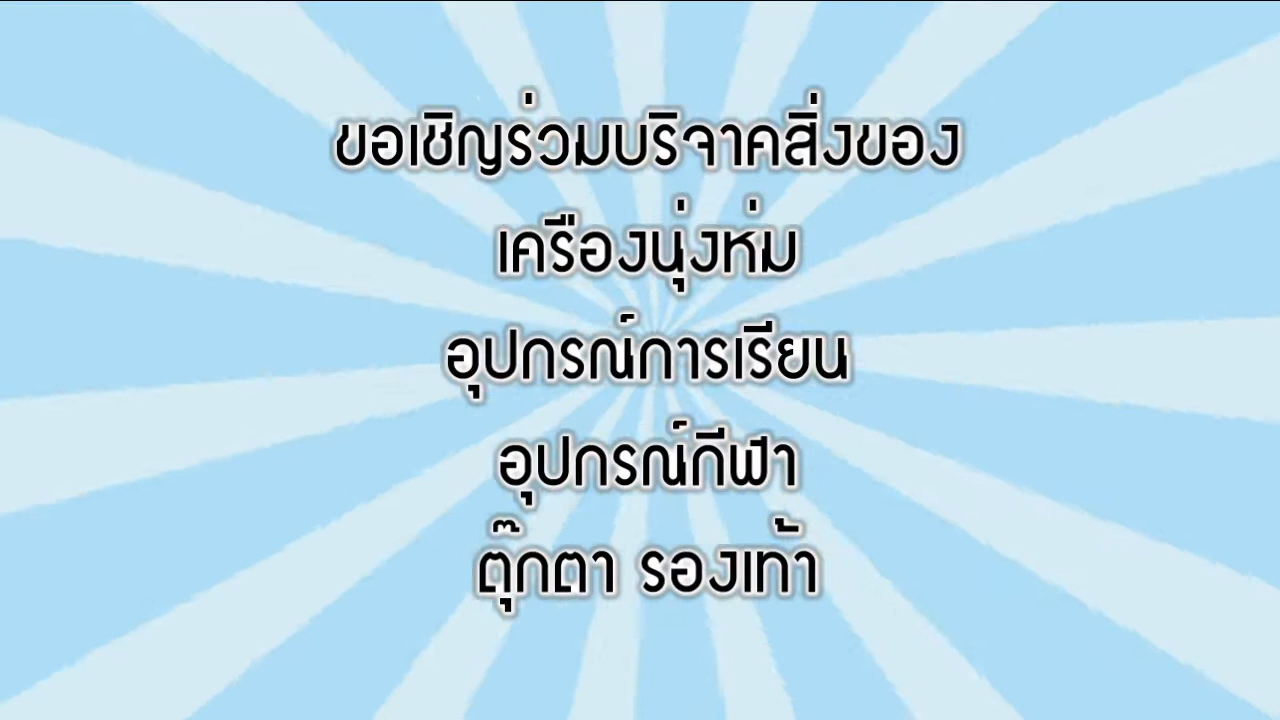 ขอเชิญร่วมบริจาคสิ่งของ
เครื่องนุ่งห่ม
อุปกรณ์การเรียน
อุปกรณ์กีฬา
ตุ๊กตา รองเท้า